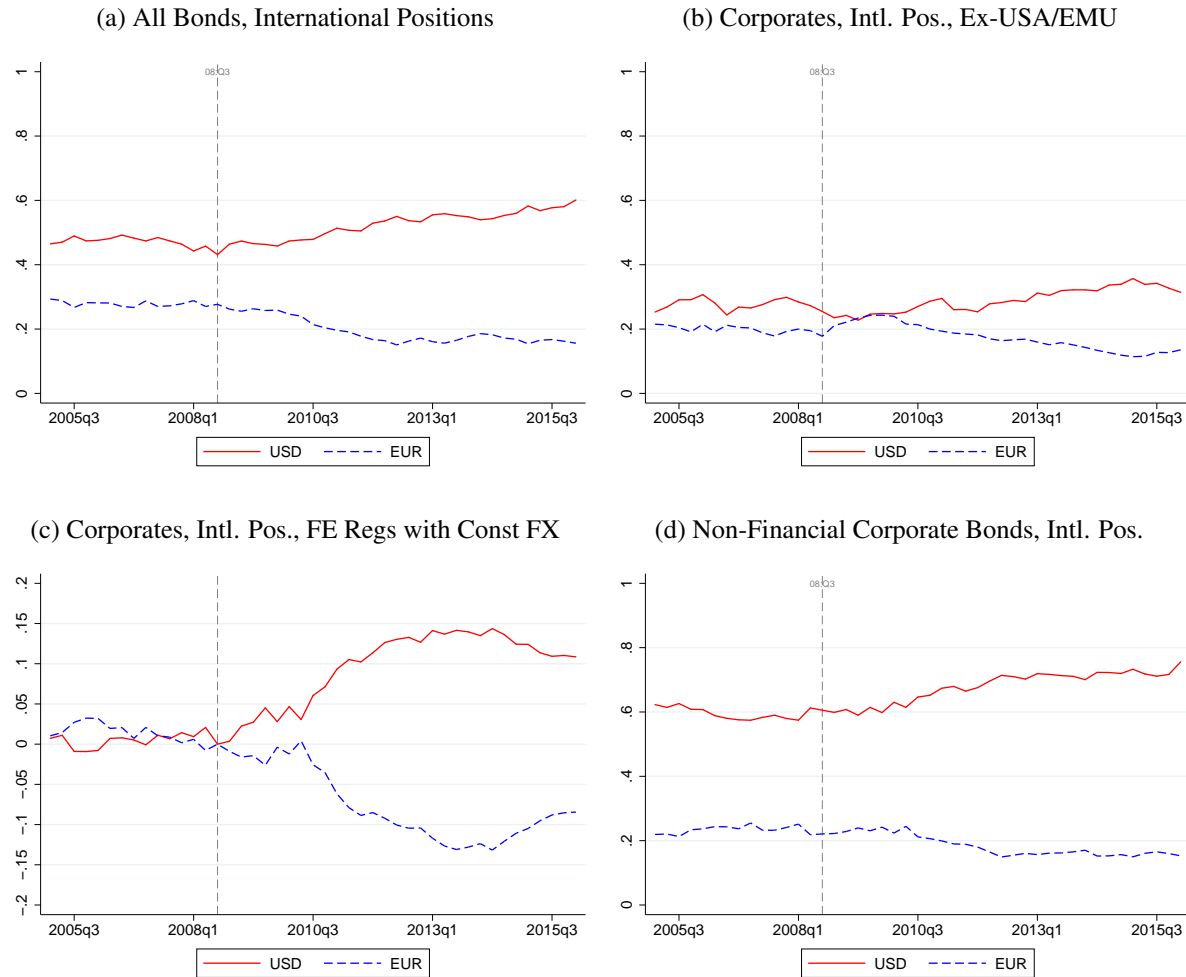 (a) All Bonds, International Positions
08:Q3
1
.8
.6
.4
.2
0
2005q3 2008q1 2010q3 2013q1 2015q3
USD EUR
(b) Corporates, Intl. Pos., Ex-USA/EMU
08:Q3
1
.8
.6
.4
.2
0
2005q3 2008q1 2010q3 2013q1 2015q3
USD EUR
(c) Corporates, Intl. Pos., FE Regs with Const FX
.2
.15
.1
.05
0
-.05
-.1
-.15
-.2
2005q3 2008q1 2010q3 2013q1 2015q3
USD EUR
(d) Non-Financial Corporate Bonds, Intl. Pos.
08:Q3
1
.8
.6
.4
.2
0
2005q3 2008q1 2010q3 2013q1 2015q3
USD EUR